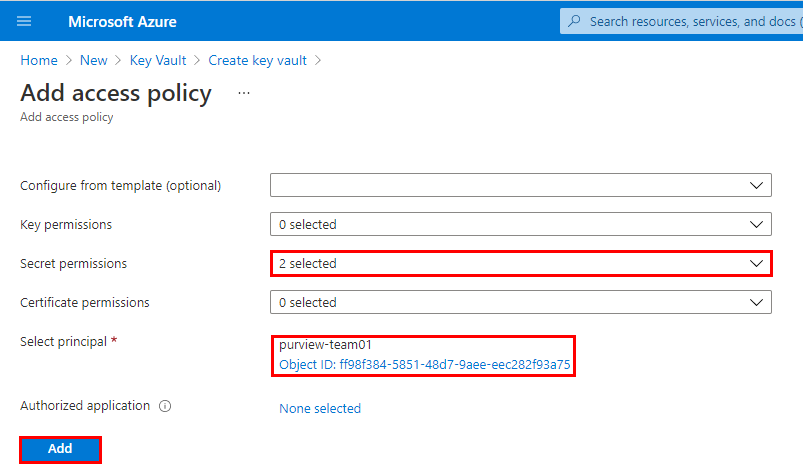 Microsoft Azure
Search resources, services, and docs (
Home > New > Key Vault > Create key vault >
Add access policy ...
Add access policy
Configure from template (optional)
Key permissions 0 selected
Secret permissions 2 selected
Certificate permissions 0 selected
Select principal * purview-team01
Object ID: ff98f384-5851-48d7-9aee-eec282f93a75
Authorized application None selected
Add